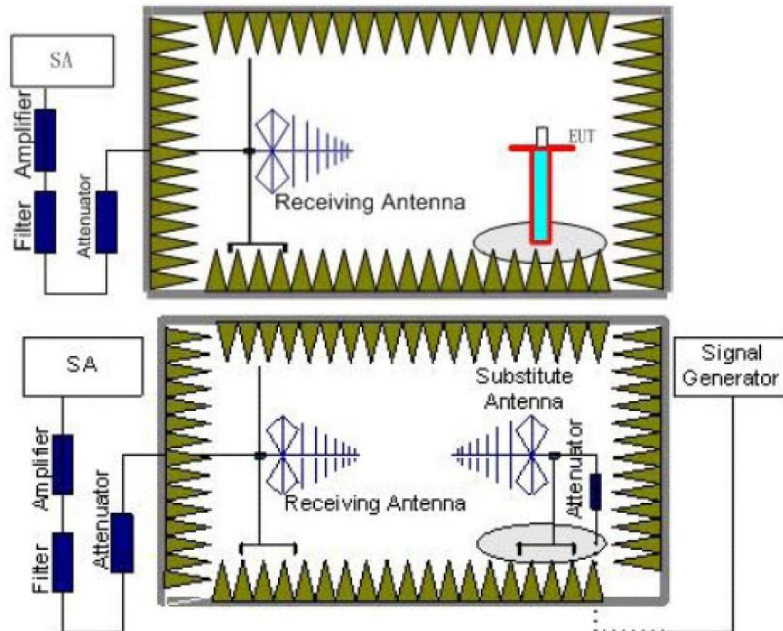 SA
Amplifier
Filter
Attenuator
Receiving Antenna
EUT
SA
Amplifier
Filter
Attenuator
Receiving Antenna
Substitute
Antenna
Attenuator
Signal
Generator